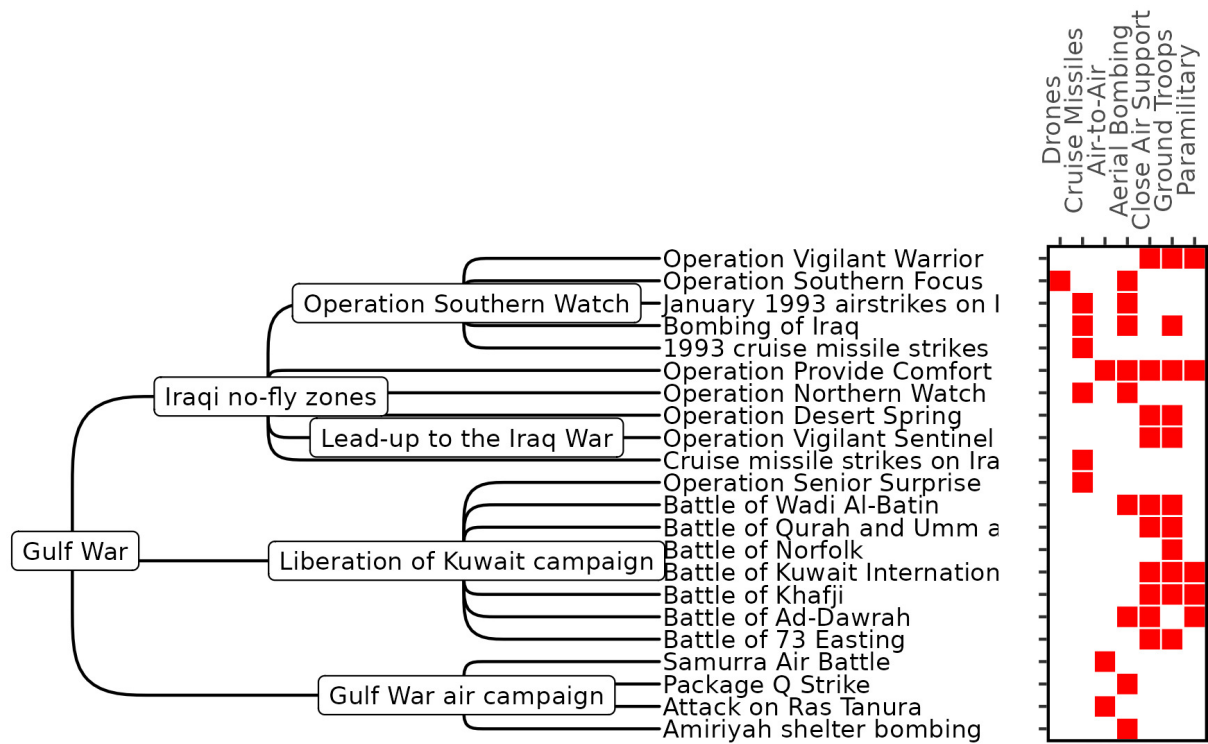 Drones
Cruise Missiles
Air-to-Air
Aerial Bombing
Close Air Support
Ground Troops
Paramilitary
Operation Vigilant Warrior
Operation Southern Focus
Operation Southern Watch
January 1993 airstrikes on I
Bombing of Iraq
1993 cruise missile strikes
Operation Provide Comfort
Iraqi no-fly zones
Operation Northern Watch
Operation Desert Spring
Lead-up to the Iraq War
Operation Vigilant Sentinel
Cruise missile strikes on Ira
Operation Senior Surprise
Battle of Wadi Al-Batin
Battle of Qurah and Umm a
Gulf War
Battle of Norfolk
Liberation of Kuwait campaign
Battle of Kuwait Internation
Battle of Khafji
Battle of Ad-Dawrah
Battle of 73 Easting
Samurra Air Battle
Package Q Strike
Gulf War air campaign
Attack on Ras Tanura
Amiriyah shelter bombing